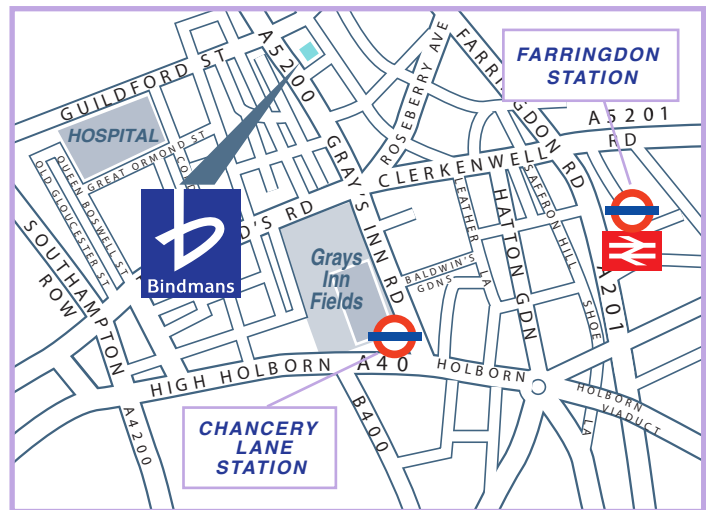 A5200
GUILDFORD ST
ROSEBERRY AVE
FARRINGDON RD
FARRINGDON
STATION
A5201
RD
HOSPITAL
GREAT ORMOND ST
QUEEN BOSWELL ST
OLD GLOUCESTER ST
GRAY'S INN RD
CLERKENWELL
LEATHER LA
HATTON GDN
SAFFRON HILL
Bindmans
D'S RD
SOUTHAMPTON
ROW
Grays
Inn
Fields
BALDWIN'S
GDNS
A201
SHOE LA
HIGH HOLBORN
A40
HOLBORN
HOLBORN
VIADUCT
A4200
B400
CHANCERY
LANE
STATION